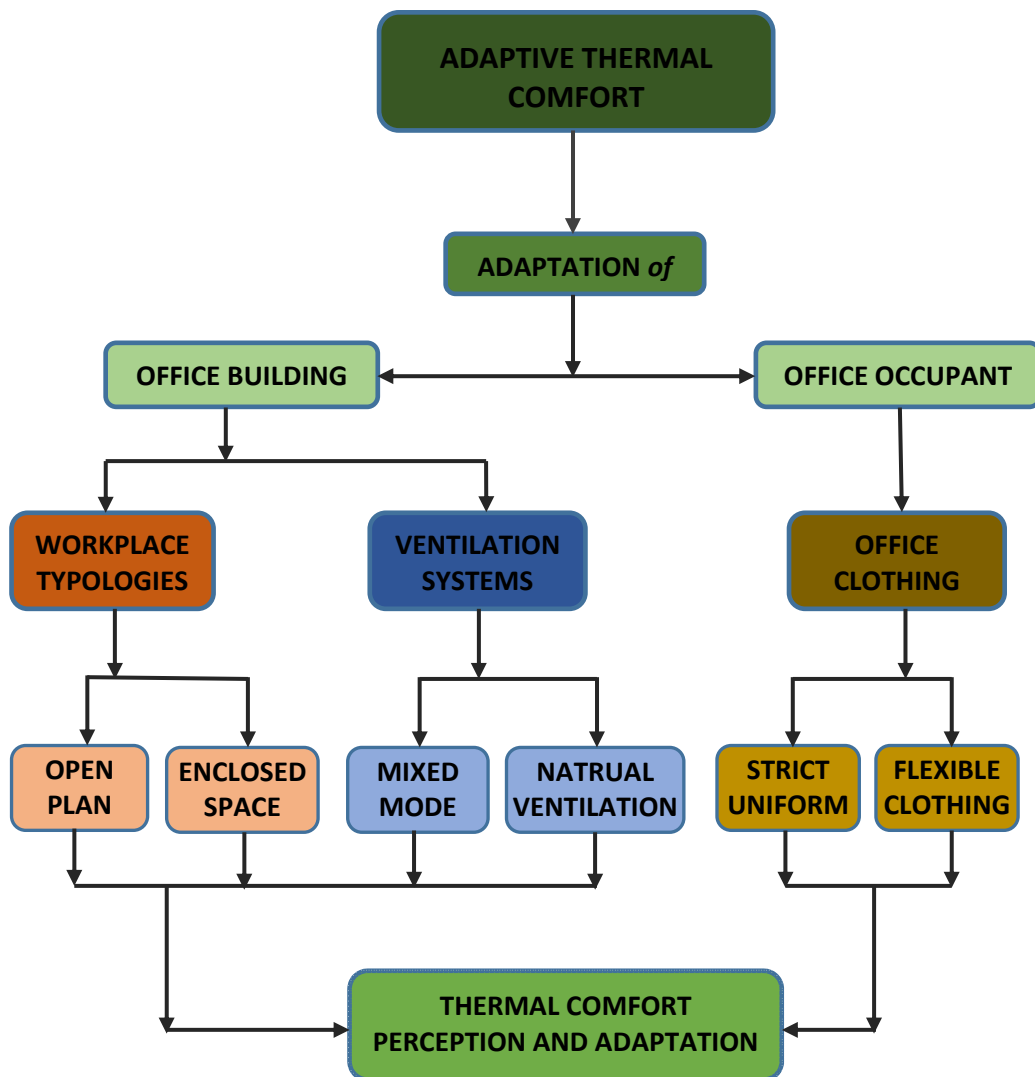 ADAPTIVE THERMAL
COMFORT
ADAPTATION of
OFFICE BUILDING
OFFICE OCCUPANT
WORKPLACE
TYPOLOGIES
VENTILATION
SYSTEMS
OFFICE
CLOTHING
OPEN
PLAN
ENCLOSED
SPACE
MIXED
MODE
NATRUAL
VENTILATION
STRICT
UNIFORM
FLEXIBLE
CLOTHING
THERMAL COMFORT
PERCEPTION AND ADAPTATION